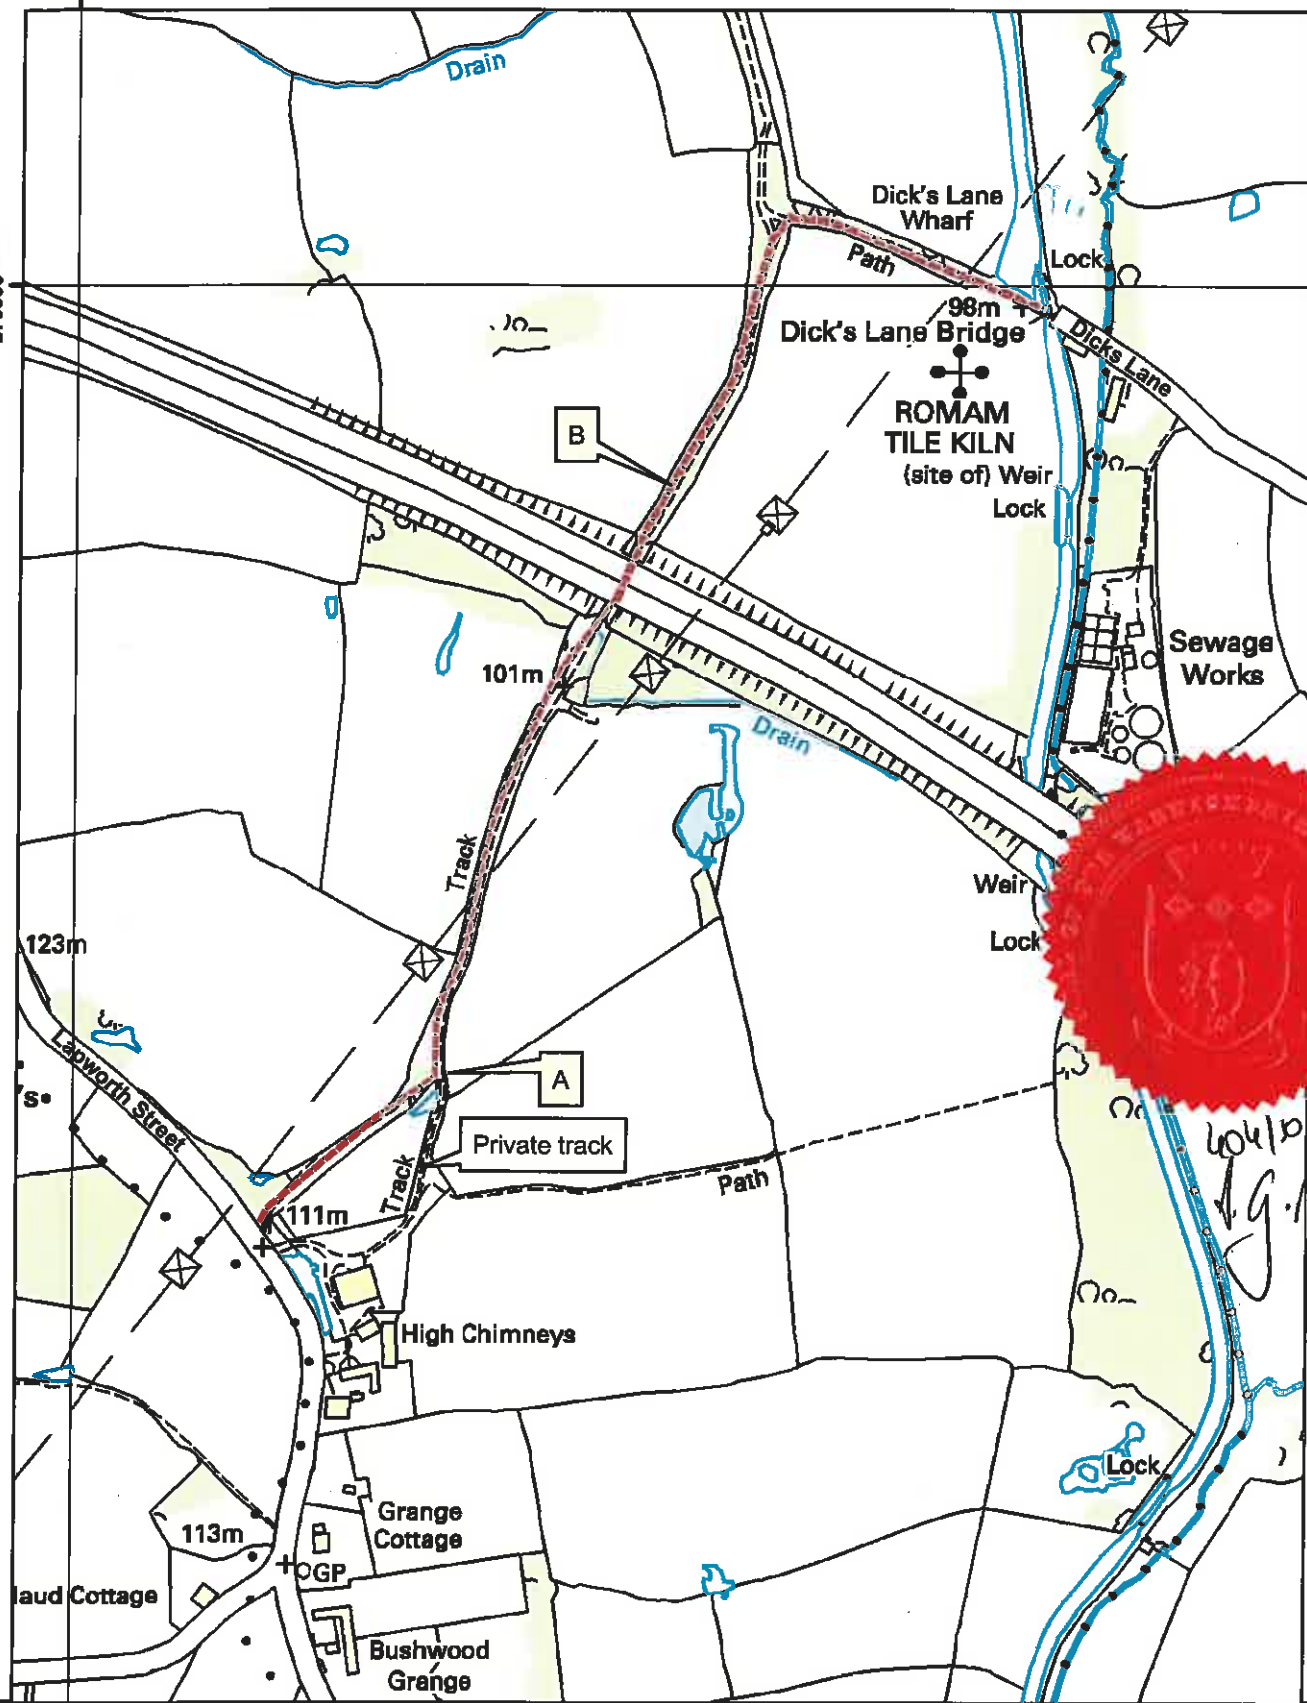 Drain
Dick's Lane
Wharf
Path
Lock
98m
Dick's Lane Bridge
Dicks Lane
B
ROMAM
TILE KILN
(site of) Weir
Lock
Sewage
Works
101m
Drain
Track
Weir
Lock
123m
Lapworth Street
A
Private track
Track
Path
111m
High Chimneys
Lock
Grange
Cottage
113m
GP
laud Cottage
Bushwood
Grange